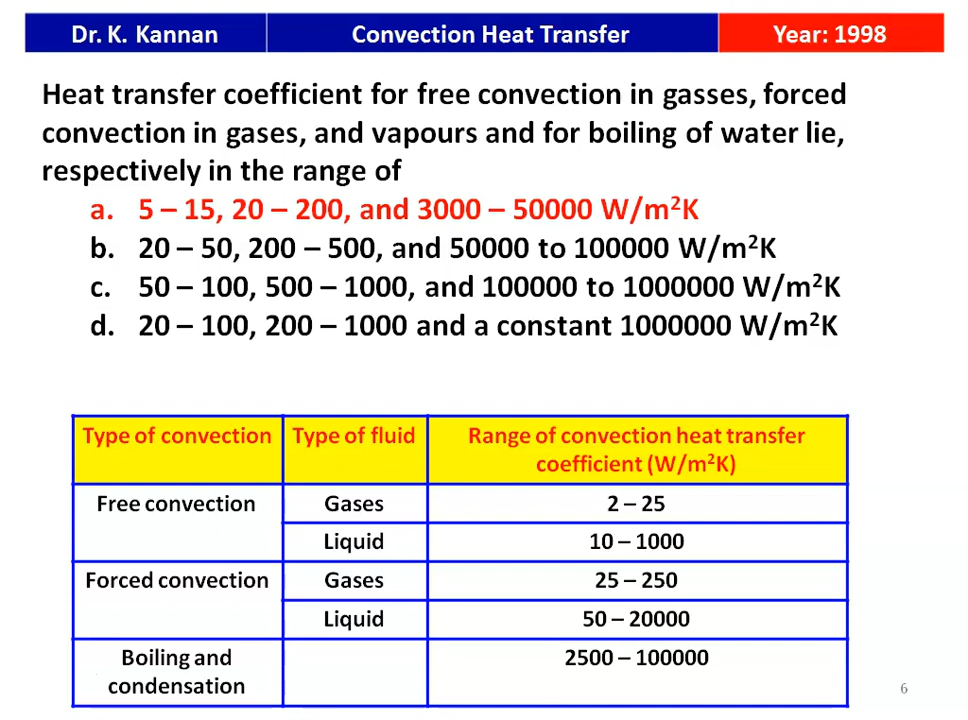 Dr. K. Kannan Convection Heat Transfer Year: 1998
Heat transfer coefficient for free convection in gasses, forced
convection in gases, and vapours and for boiling of water lie,
respectively in the range of
a. 5 – 15, 20 – 200, and 3000 – 50000 W/m²K
b. 20 – 50, 200 – 500, and 50000 to 100000 W/m²K
c. 50 – 100, 500 – 1000, and 100000 to 1000000 W/m²K
d. 20 – 100, 200 – 1000 and a constant 1000000 W/m²K
Type of convection Type of fluid Range of convection heat transfer
coefficient (W/m²K)
Free convection Gases 2 – 25
Liquid 10 – 1000
Forced convection Gases 25 – 250
Liquid 50 – 20000
Boiling and 2500 – 100000
condensation
6